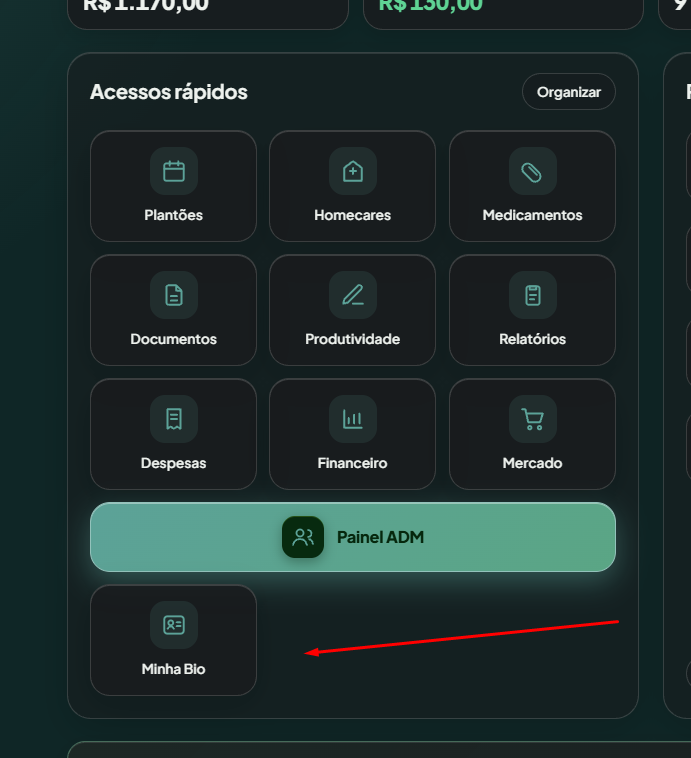 R$ 1.170,00
R$ 130,00
Acessos rápidos
Organizar
Plantões
Homecares
Medicamentos
Documentos
Produtividade
Relatórios
Despesas
Financeiro
Mercado
Painel ADM
Minha Bio